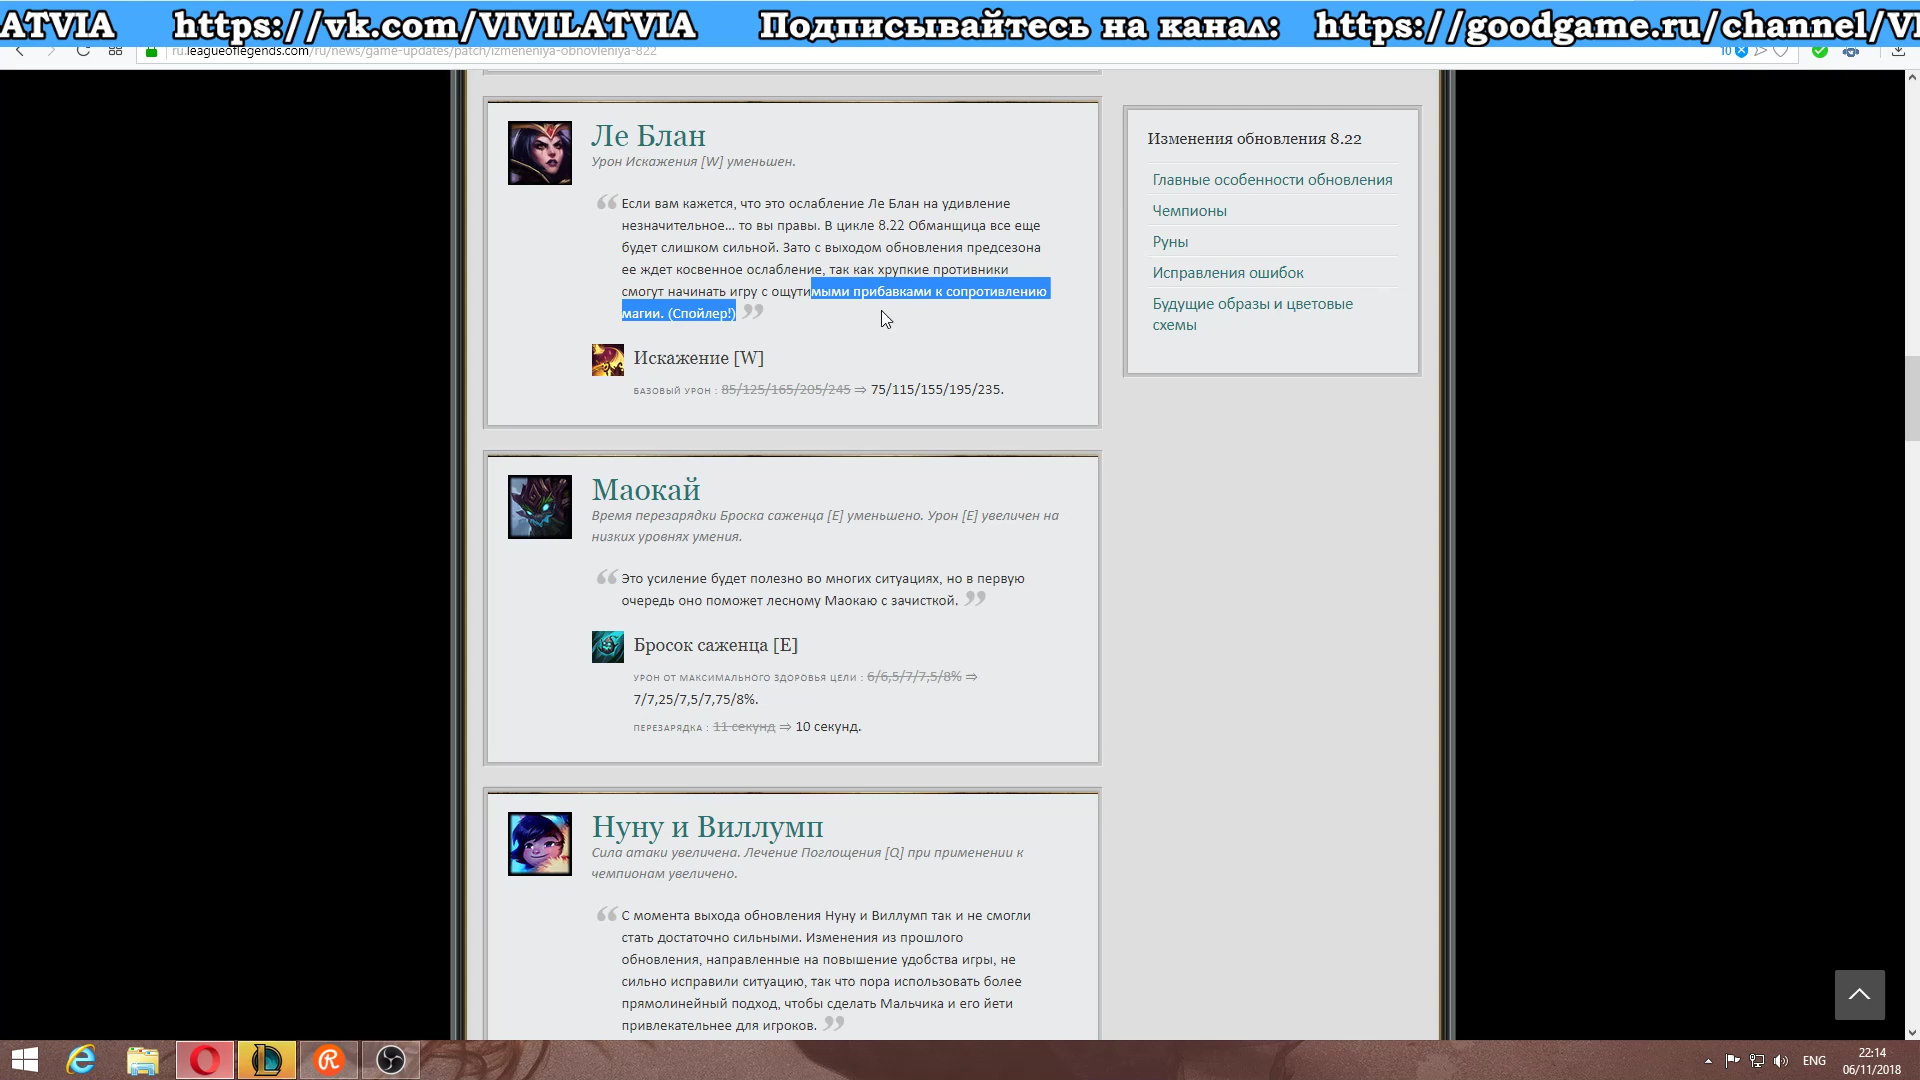 ATVIA https://vk.com/VIVILATVIA Подписывайтесь на канал: https://goodgame.ru/channel/VI
ru.leagueoflegends.com/ru/news/game-updates/patch/izmeneniya-obnovleniya-822
10
Ле Блан
Урон Искажения [W] уменьшен.
“ Если вам кажется, что это ослабление Ле Блан на удивление
незначительное... то вы правы. В цикле 8.22 Обманщица все еще
будет слишком сильной. Зато с выходом обновления предсезона
ее ждет косвенное ослабление, так как хрупкие противники
смогут начинать игру с ощутимыми прибавками к сопротивлению
магии. (Спойлер!) ”
Искажение [W]
БАЗОВЫЙ УРОН : 85/125/165/205/245 ⇒ 75/115/155/195/235.
Маокай
Время перезарядки Броска саженца [E] уменьшено. Урон [E] увеличен на
низких уровнях умения.
“ Это усиление будет полезно во многих ситуациях, но в первую
очередь оно поможет лесному Маокаю с зачисткой. ”
Бросок саженца [E]
УРОН ОТ МАКСИМАЛЬНОГО ЗДОРОВЬЯ ЦЕЛИ : 6/6,5/7/7,5/8% ⇒
7/7,25/7,5/7,75/8%.
ПЕРЕЗАРЯДКА : 11 секунд ⇒ 10 секунд.
Нуну и Виллумп
Сила атаки увеличена. Лечение Поглощения [Q] при применении к
чемпионам увеличено.
“ С момента выхода обновления Нуну и Виллумп так и не смогли
стать достаточно сильными. Изменения из прошлого
обновления, направленные на повышение удобства игры, не
сильно исправили ситуацию, так что пора использовать более
прямолинейный подход, чтобы сделать Мальчика и его йети
привлекательнее для игроков. ”
Изменения обновления 8.22
Главные особенности обновления
Чемпионы
Руны
Исправления ошибок
Будущие образы и цветовые
схемы
ENG
22:14
06/11/2018